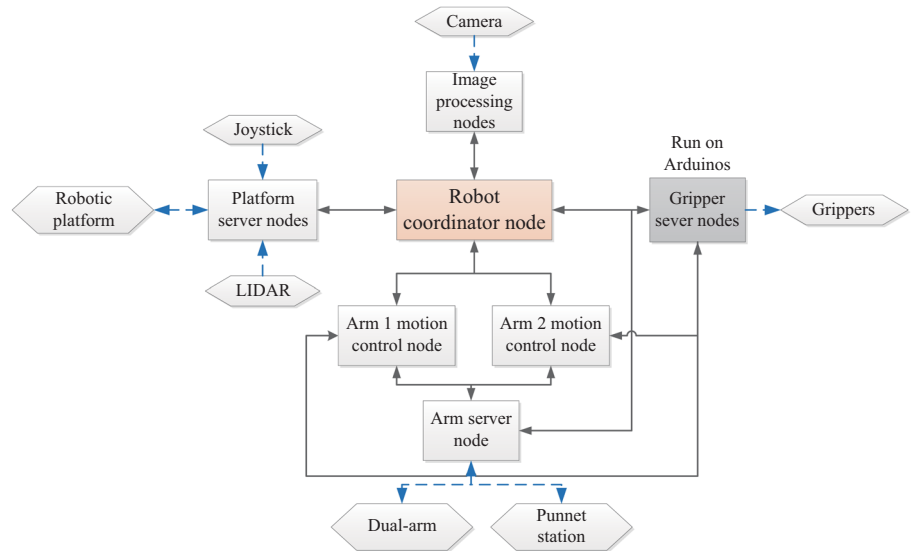 Camera
Image
processing
nodes
Joystick
Run on
Arduinos
Robotic
platform
Platform
server nodes
Robot
coordinator node
Gripper
sever nodes
Grippers
LIDAR
Arm 1 motion
control node
Arm 2 motion
control node
Arm server
node
Dual-arm
Punnet
station